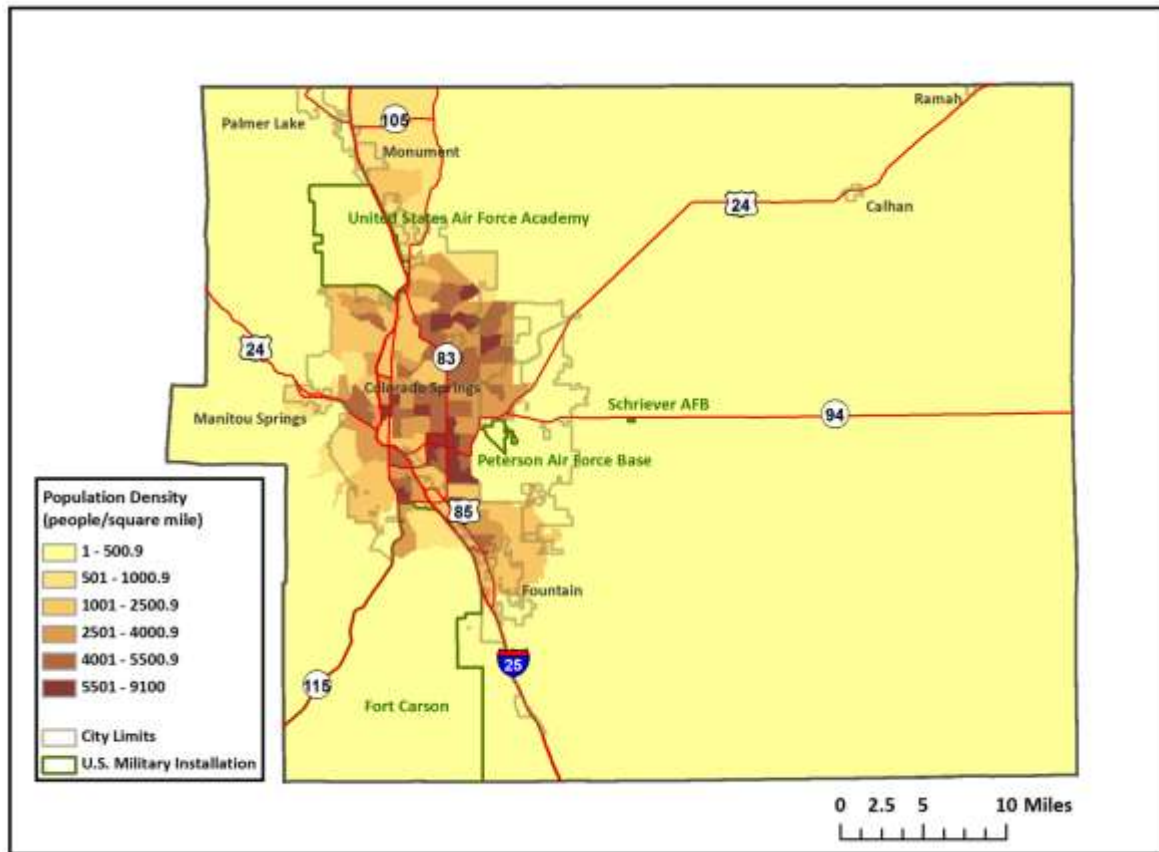 Ramah
Palmer Lake
105
Monument
24
Calhan
United States Air Force Academy
24
83
Colorado Springs
Schriever AFB
94
Manitou Springs
Peterson Air Force Base
85
Fountain
25
115
Fort Carson
Population Density
(people/square mile)
1 - 500.9
501 - 1000.9
1001 - 2500.9
2501 - 4000.9
4001 - 5500.9
5501 - 9100
City Limits
U.S. Military Installation
0 2.5 5 10 Miles